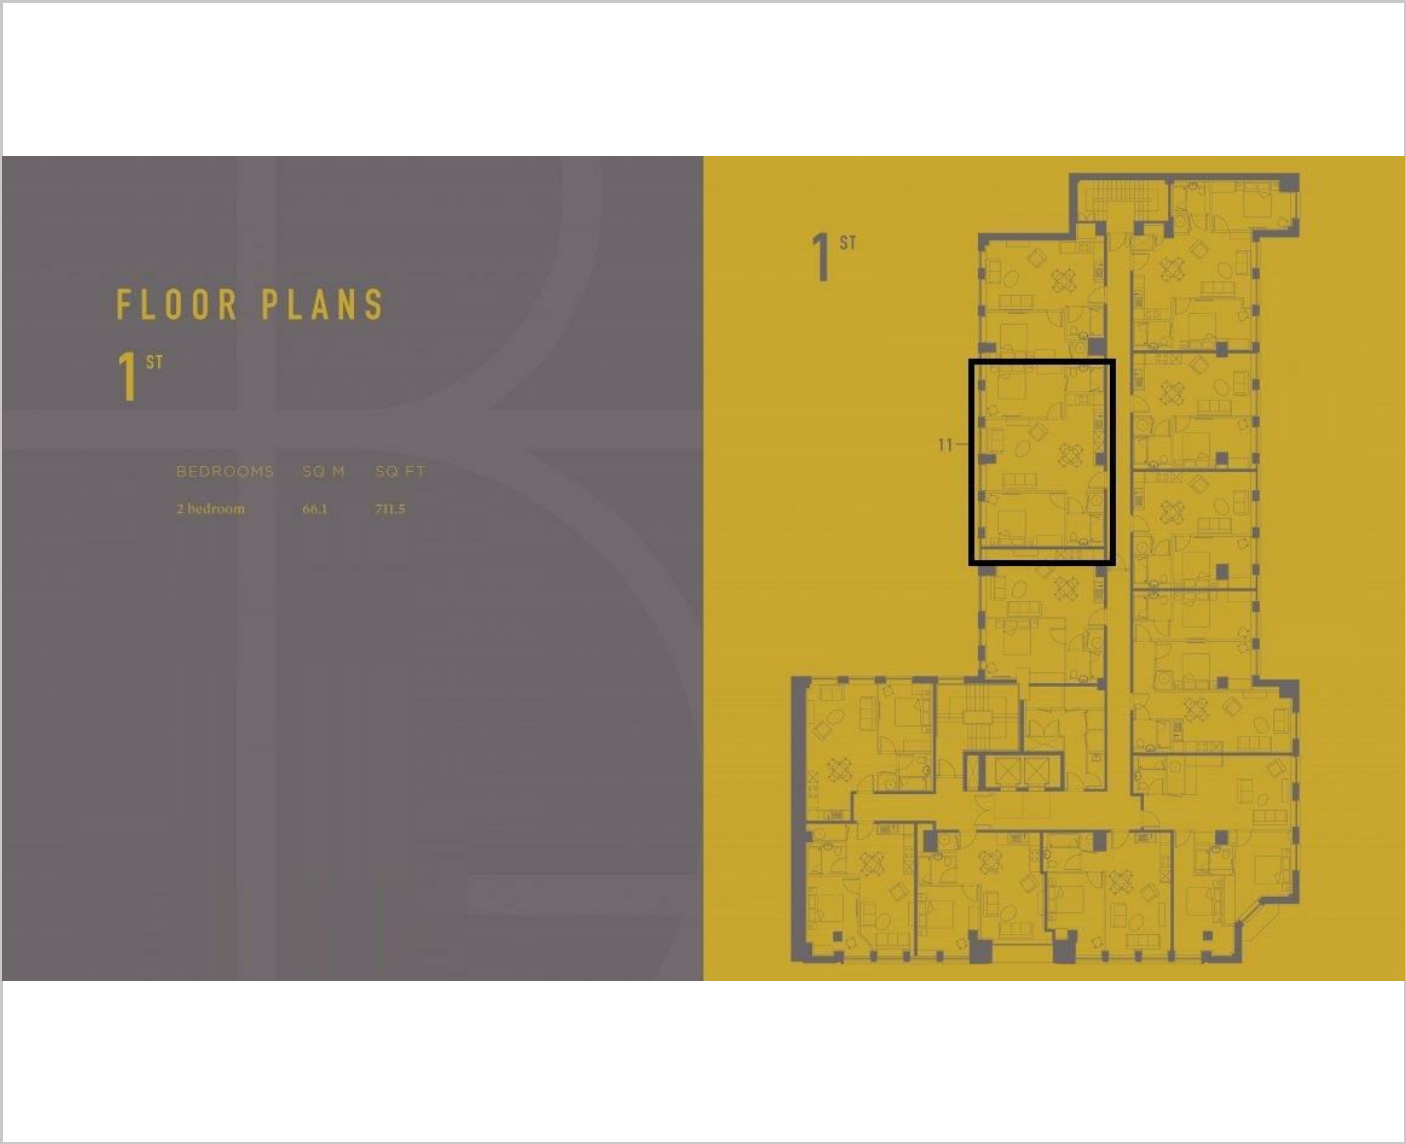 FLOOR PLANS
1ST
BEDROOMS SQ M SQ FT
2 bedroom 66.1 711.5
1ST
11